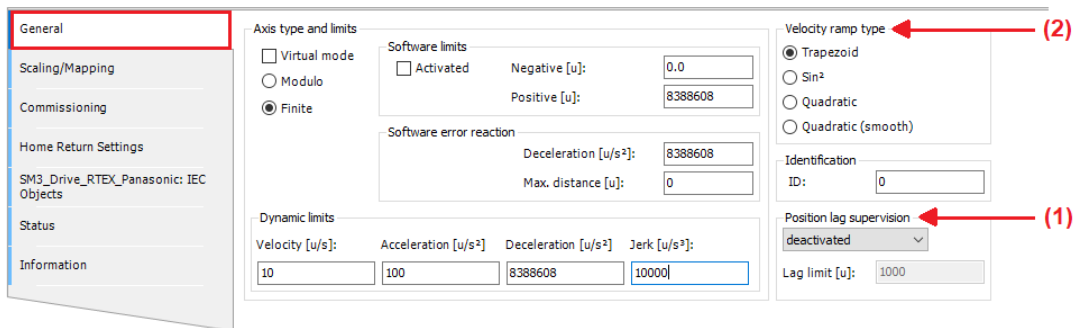 General
Scaling/Mapping
Commissioning
Home Return Settings
SM3_Drive_RTEX_Panasonic: IEC
Objects
Status
Information
Axis type and limits
Virtual mode
Modulo
Finite
Software limits
Activated
Negative [u]:
0.0
Positive [u]:
8388608
Software error reaction
Deceleration [u/s²]:
8388608
Max. distance [u]:
0
Dynamic limits
Velocity [u/s]:
Acceleration [u/s²]
Deceleration [u/s²]
Jerk [u/s³]:
10
100
8388608
10000
Velocity ramp type
(2)
Trapezoid
Sin²
Quadratic
Quadratic (smooth)
Identification
ID:
0
Position lag supervision
(1)
deactivated
Lag limit [u]:
1000